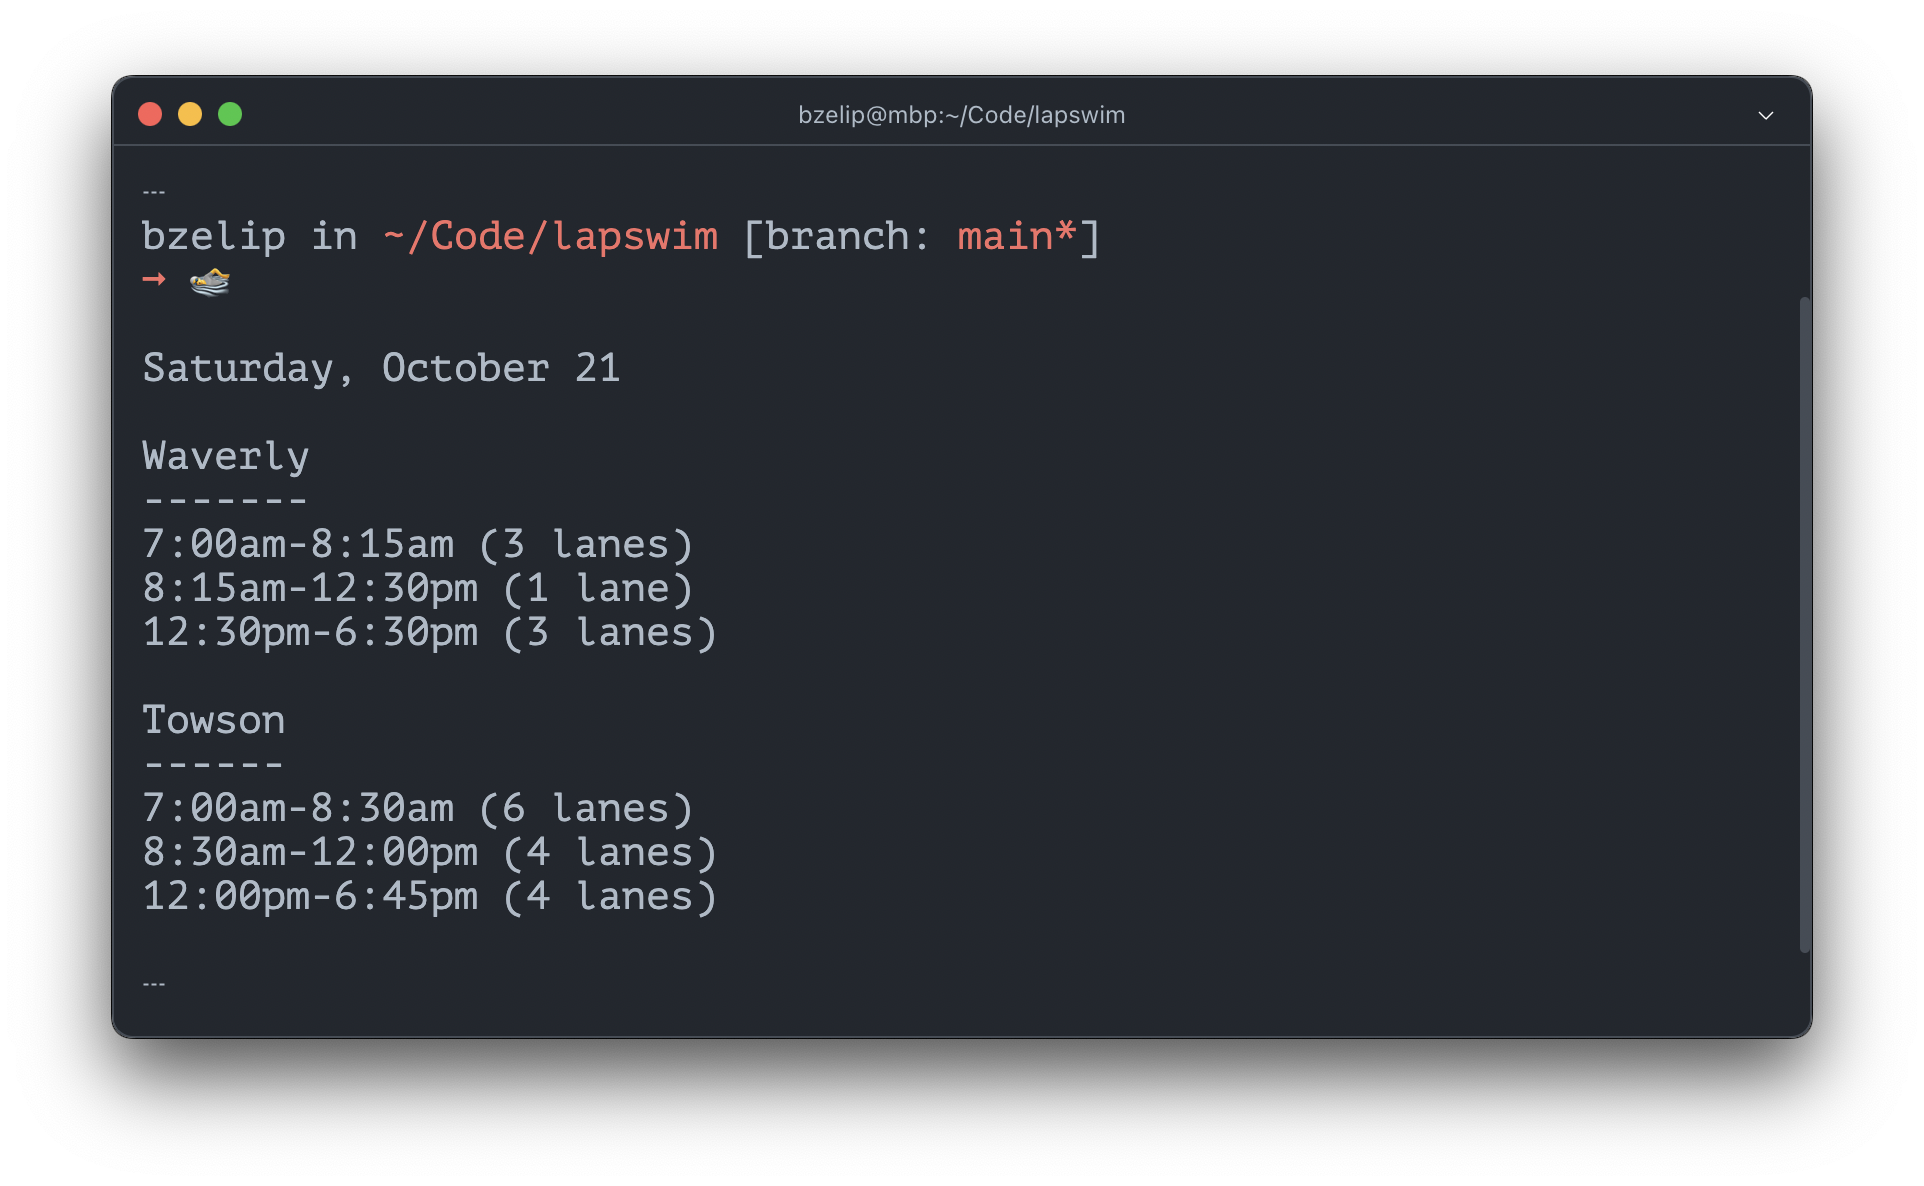 bzelip@mbp:~/Code/lapswim
---
bzelip in ~/Code/lapswim [branch: main*]
→ 🏊
Saturday, October 21
Waverly
-------
7:00am-8:15am (3 lanes)
8:15am-12:30pm (1 lane)
12:30pm-6:30pm (3 lanes)
Towson
------
7:00am-8:30am (6 lanes)
8:30am-12:00pm (4 lanes)
12:00pm-6:45pm (4 lanes)
---